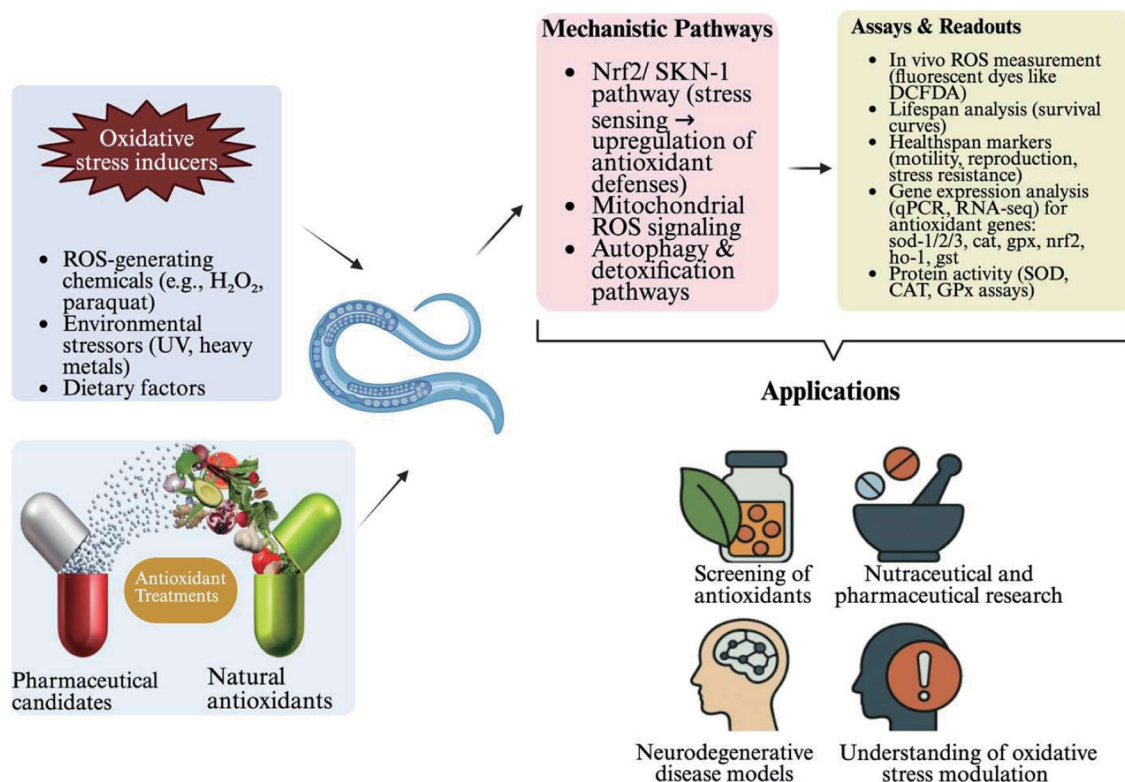 Oxidative
stress inducers
• ROS-generating
chemicals (e.g., H₂O₂,
paraquat)
• Environmental
stressors (UV, heavy
metals)
• Dietary factors
Antioxidant
Treatments
Pharmaceutical
candidates
Natural
antioxidants
Mechanistic Pathways
• Nrf2/ SKN-1
pathway (stress
sensing →
upregulation of
antioxidant
defenses)
• Mitochondrial
ROS signaling
• Autophagy &
detoxification
pathways
Assays & Readouts
• In vivo ROS measurement
(fluorescent dyes like
DCFDA)
• Lifespan analysis (survival
curves)
• Healthspan markers
(motility, reproduction,
stress resistance)
• Gene expression analysis
(qPCR, RNA-seq) for
antioxidant genes:
sod-1/2/3, cat, gpx, nrf2,
ho-1, gst
• Protein activity (SOD,
CAT, GPx assays)
Applications
Screening of
antioxidants
Nutraceutical and
pharmaceutical research
Neurodegenerative
disease models
Understanding of oxidative
stress modulation